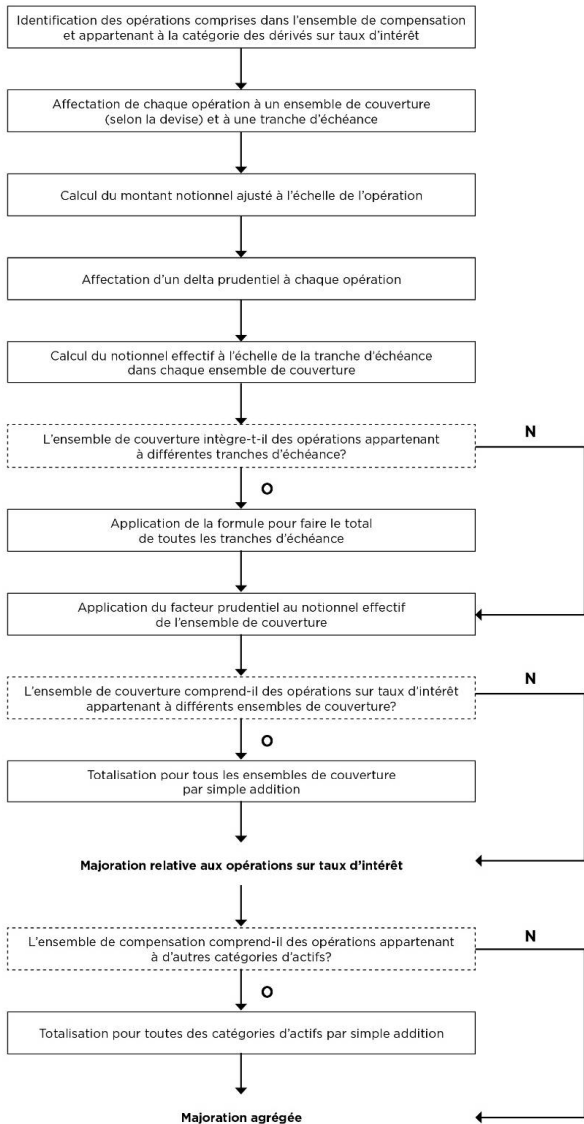 Identification des opérations comprises dans l'ensemble de compensation
et appartenant à la catégorie des dérivés sur taux d'intérêt
Affectation de chaque opération à un ensemble de couverture
(selon la devise) et à une tranche d'échéance
Calcul du montant notionnel ajusté à l'échelle de l'opération
Affectation d'un delta prudentiel à chaque opération
Calcul du notionnel effectif à l'échelle de la tranche d'échéance
dans chaque ensemble de couverture
L'ensemble de couverture intègre-t-il des opérations appartenant
à différentes tranches d'échéance?
N
O
Application de la formule pour faire le total
de toutes les tranches d'échéance
Application du facteur prudentiel au notionnel effectif
de l'ensemble de couverture
L'ensemble de couverture comprend-il des opérations sur taux d'intérêt
appartenant à différents ensembles de couverture?
N
O
Totalisation pour tous les ensembles de couverture
par simple addition
Majoration relative aux opérations sur taux d'intérêt
L'ensemble de compensation comprend-il des opérations appartenant
à d'autres catégories d'actifs?
N
O
Totalisation pour toutes des catégories d'actifs par simple addition
Majoration agrégée